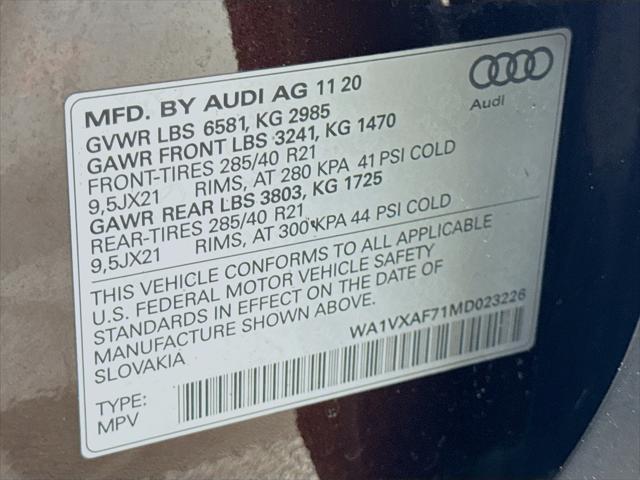 MFD. BY AUDI AG 11 20
Audi
GVWR LBS 6581, KG 2985
GAWR FRONT LBS 3241, KG 1470
FRONT-TIRES 285/40 R21
9,5JX21 RIMS, AT 280 KPA 41 PSI COLD
GAWR REAR LBS 3803, KG 1725
REAR-TIRES 285/40 R21
9,5JX21 RIMS, AT 300 KPA 44 PSI COLD
THIS VEHICLE CONFORMS TO ALL APPLICABLE
U.S. FEDERAL MOTOR VEHICLE SAFETY
STANDARDS IN EFFECT ON THE DATE OF
MANUFACTURE SHOWN ABOVE.
SLOVAKIA
WA1VXAF71MD023226
TYPE:
MPV